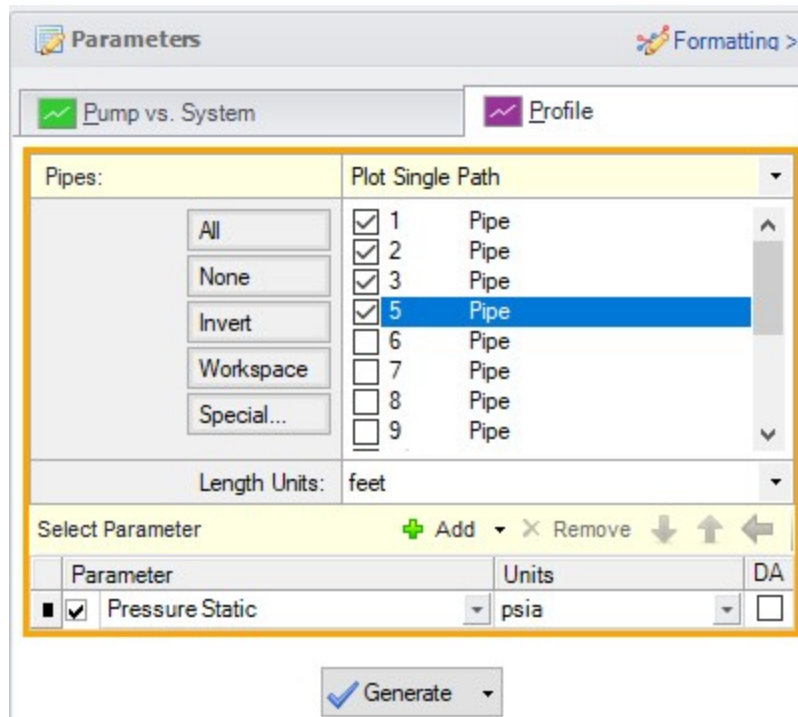 Parameters
Formatting >
Pump vs. System
Profile
Pipes:
Plot Single Path
All
None
Invert
Workspace
Special...
1 Pipe
2 Pipe
3 Pipe
5 Pipe
6 Pipe
7 Pipe
8 Pipe
9 Pipe
Length Units: feet
Select Parameter
Add
Remove
Parameter Units DA
Pressure Static psia
Generate